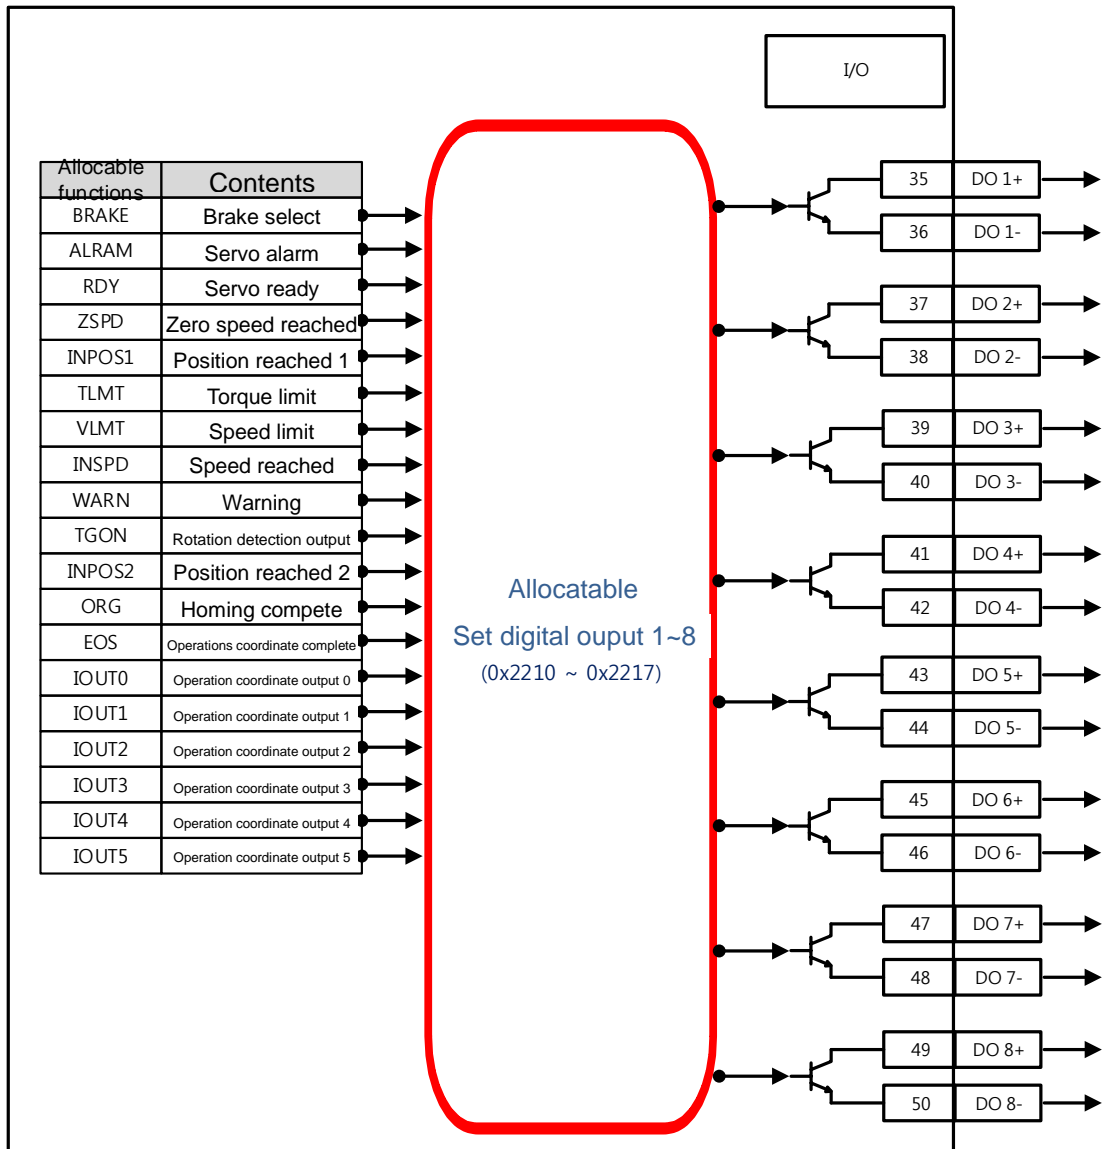 I/O
Allocable functions Contents
BRAKE Brake select
ALRAM Servo alarm
RDY Servo ready
ZSPD Zero speed reached
INPOS1 Position reached 1
TLMT Torque limit
VLMT Speed limit
INSPD Speed reached
WARN Warning
TGON Rotation detection output
INPOS2 Position reached 2
ORG Homing compete
EOS Operations coordinate complete
IOUT0 Operation coordinate output 0
IOUT1 Operation coordinate output 1
IOUT2 Operation coordinate output 2
IOUT3 Operation coordinate output 3
IOUT4 Operation coordinate output 4
IOUT5 Operation coordinate output 5
Allocatable
Set digital ouput 1~8
(0x2210 ~ 0x2217)
35 DO 1+
36 DO 1-
37 DO 2+
38 DO 2-
39 DO 3+
40 DO 3-
41 DO 4+
42 DO 4-
43 DO 5+
44 DO 5-
45 DO 6+
46 DO 6-
47 DO 7+
48 DO 7-
49 DO 8+
50 DO 8-